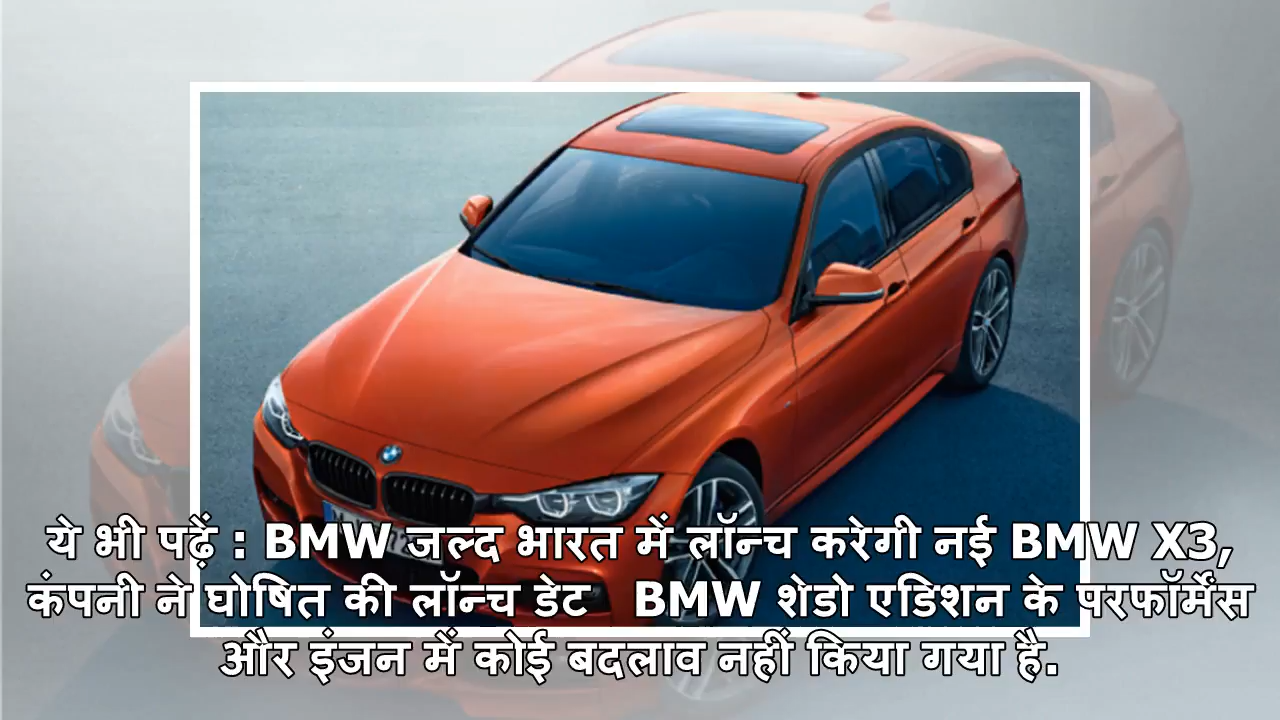 ये भी पढ़ें : BMW जल्द भारत में लॉन्च करेगी नई BMW X3,
कंपनी ने घोषित की लॉन्च डेट BMW शेडो एडिशन के परफॉर्मेंस
और इंजन में कोई बदलाव नहीं किया गया है.